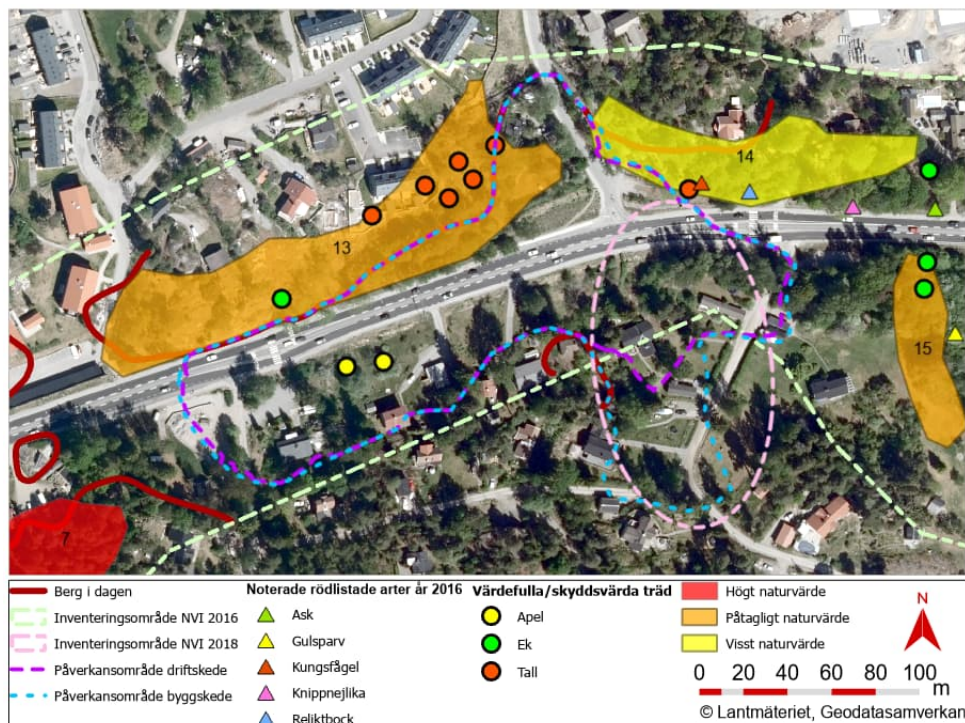 14
13
15
7
Berg i dagen
Inventeringsområde NVI 2016
Inventeringsområde NVI 2018
Påverkansområde driftskede
Påverkansområde byggskede
Noterade rödlistade arter år 2016
Ask
Gulsparv
Kungsfågel
Knippnejlika
Reliktbock
Värdefulla/skyddsvärda träd
Apel
Ek
Tall
Högt naturvärde
Påtagligt naturvärde
Visst naturvärde
N
0 20 40 60 80 100
m
© Lantmäteriet, Geodatasamverkan